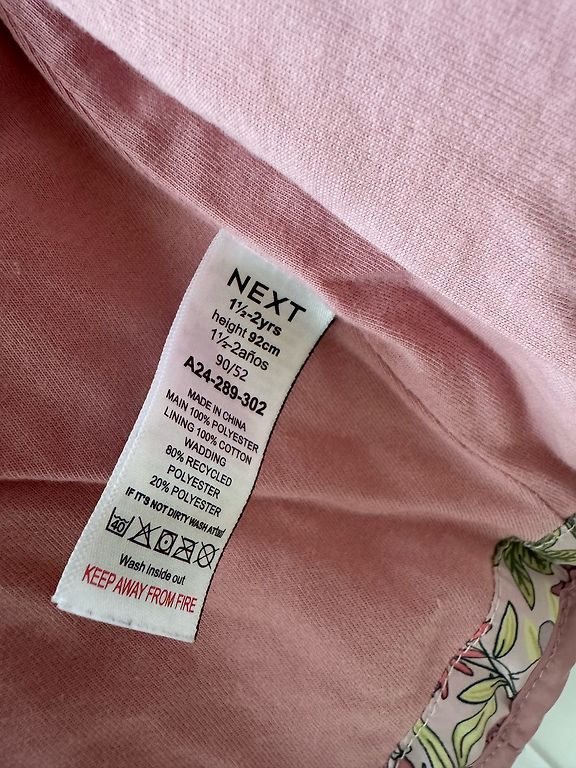 NEXT
1½-2yrs
height 92cm
1½-2años
90/52
A24-289-302
MADE IN CHINA
MAIN 100% POLYESTER
LINING 100% COTTON
WADDING
80% RECYCLED
POLYESTER
20% POLYESTER
IF IT'S NOT DIRTY WASH AT
40
Wash Inside out
KEEP AWAY FROM FIRE